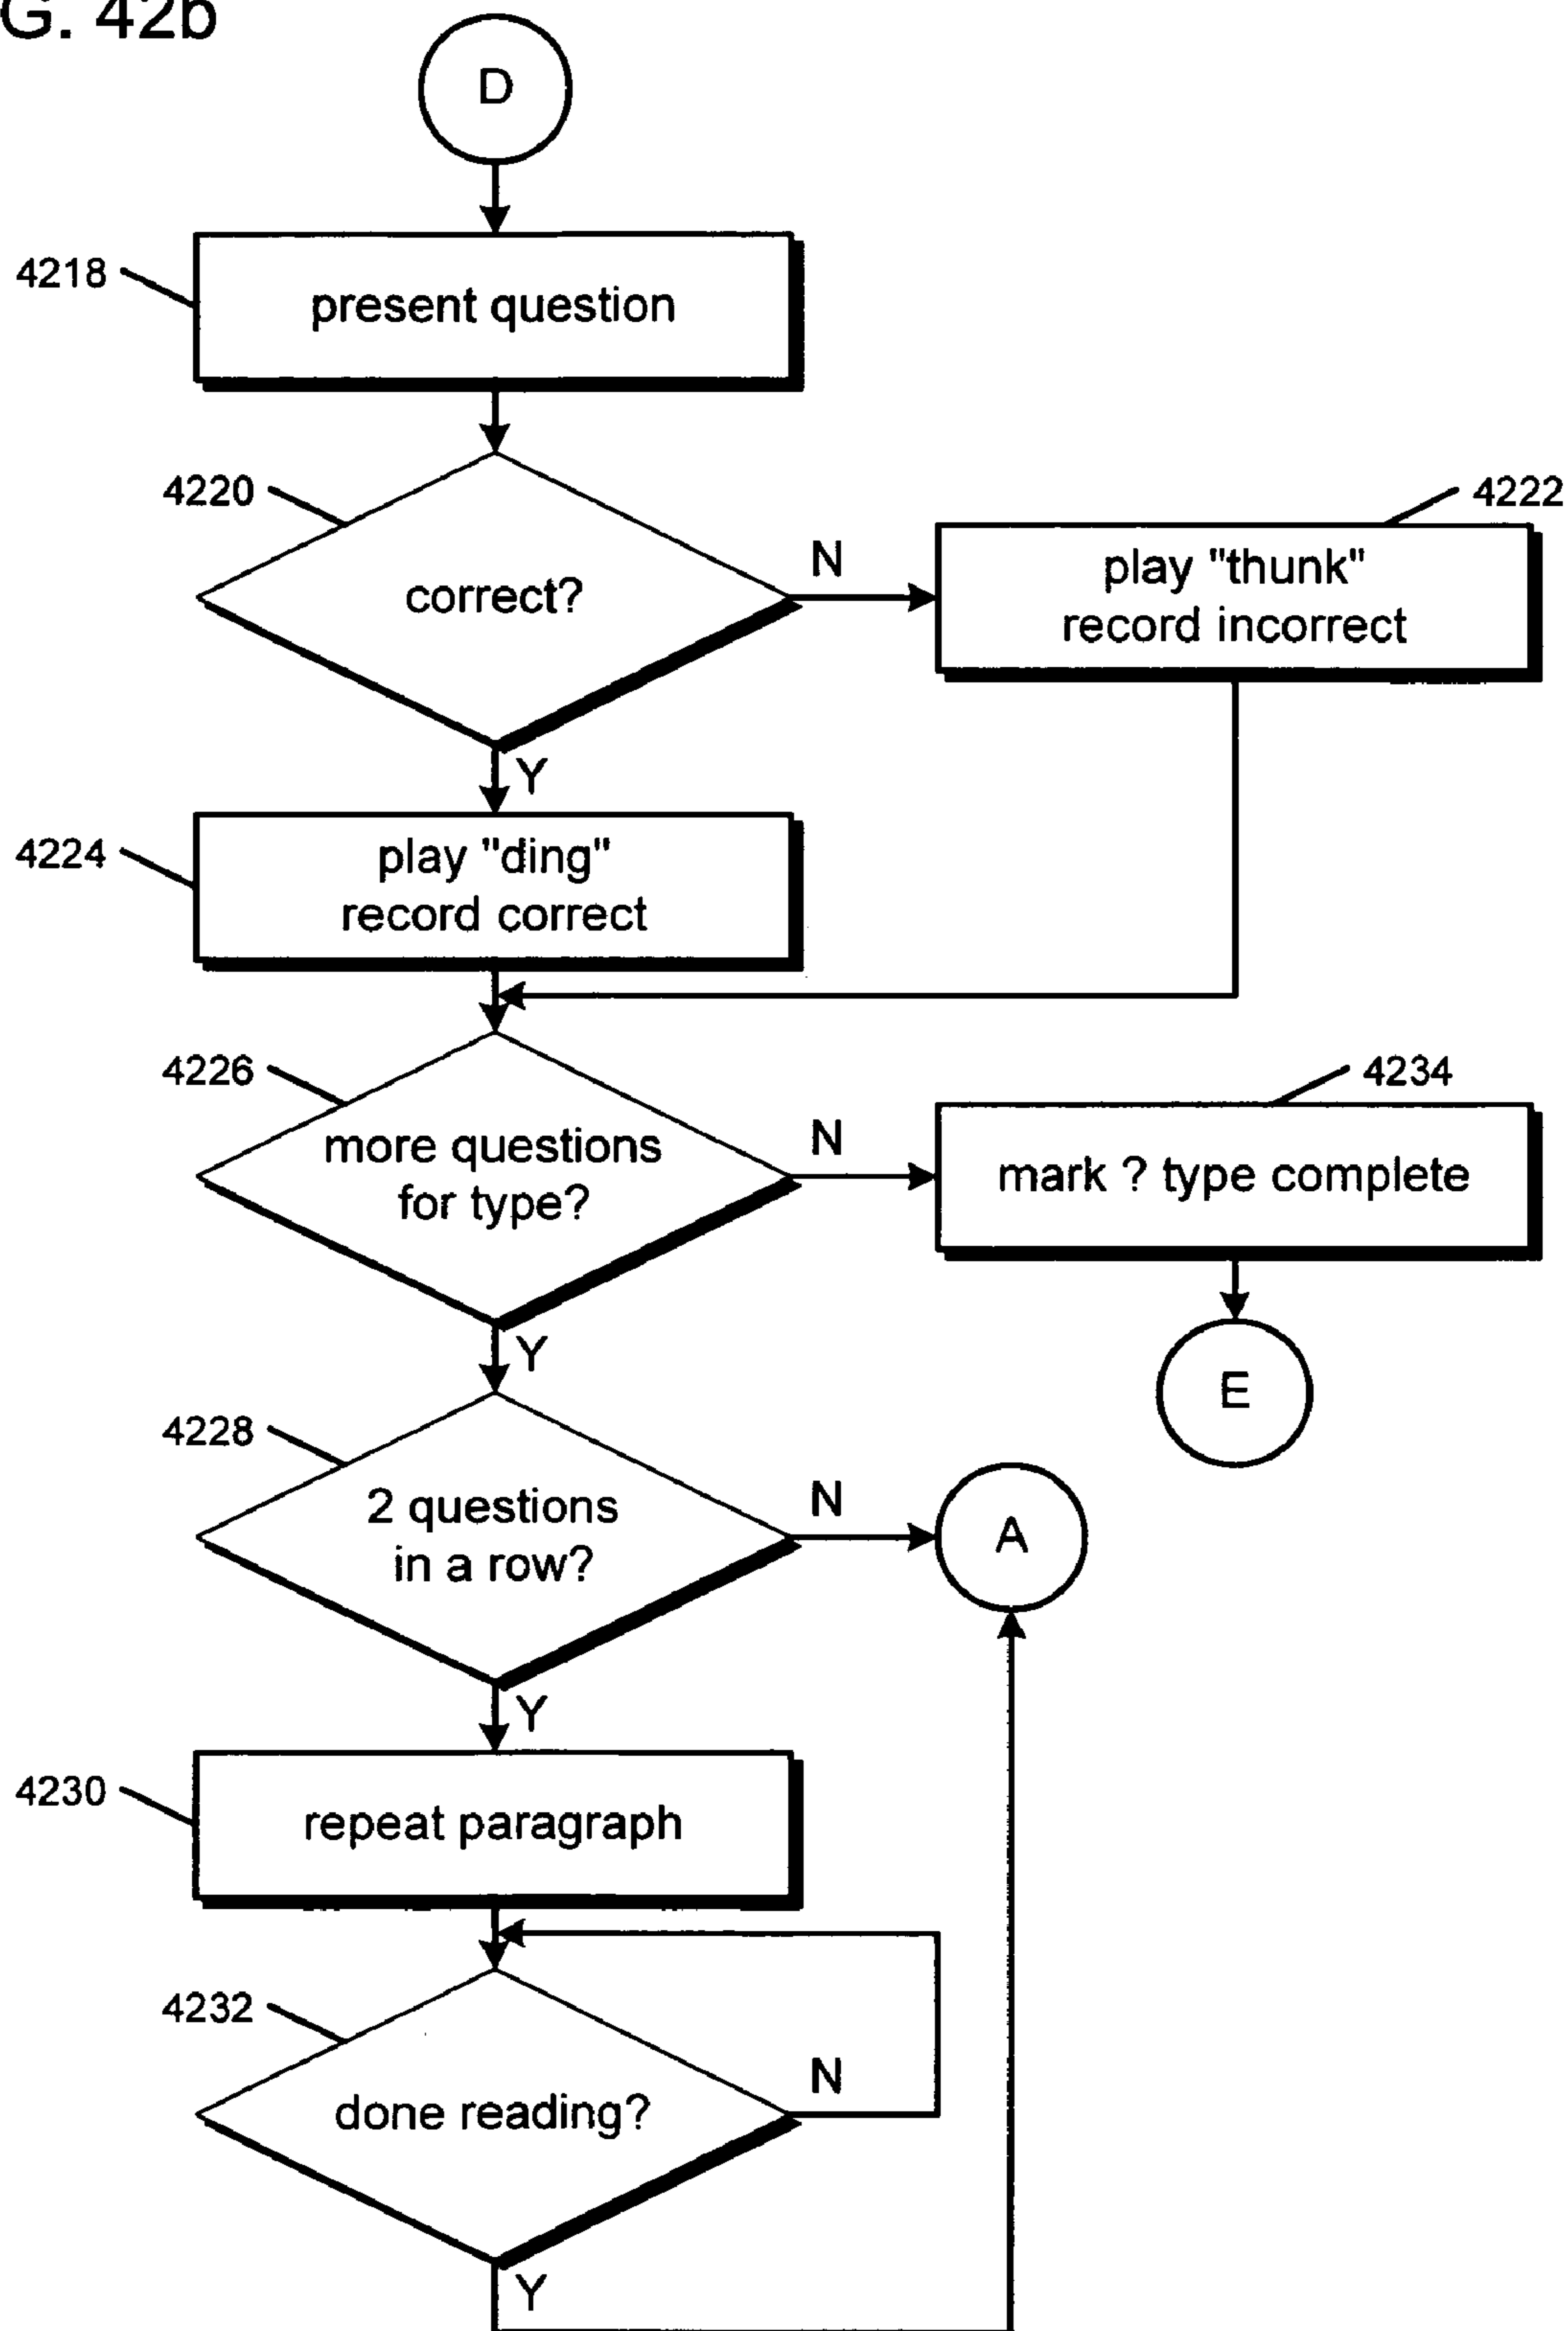 G. 42b
D
4218
present question
4220
correct?
N
4222
play "thunk"
record incorrect
Y
4224
play "ding"
record correct
4226
more questions
for type?
N
4234
mark ? type complete
Y
E
4228
2 questions
in a row?
N
A
Y
4230
repeat paragraph
4232
done reading?
N
Y